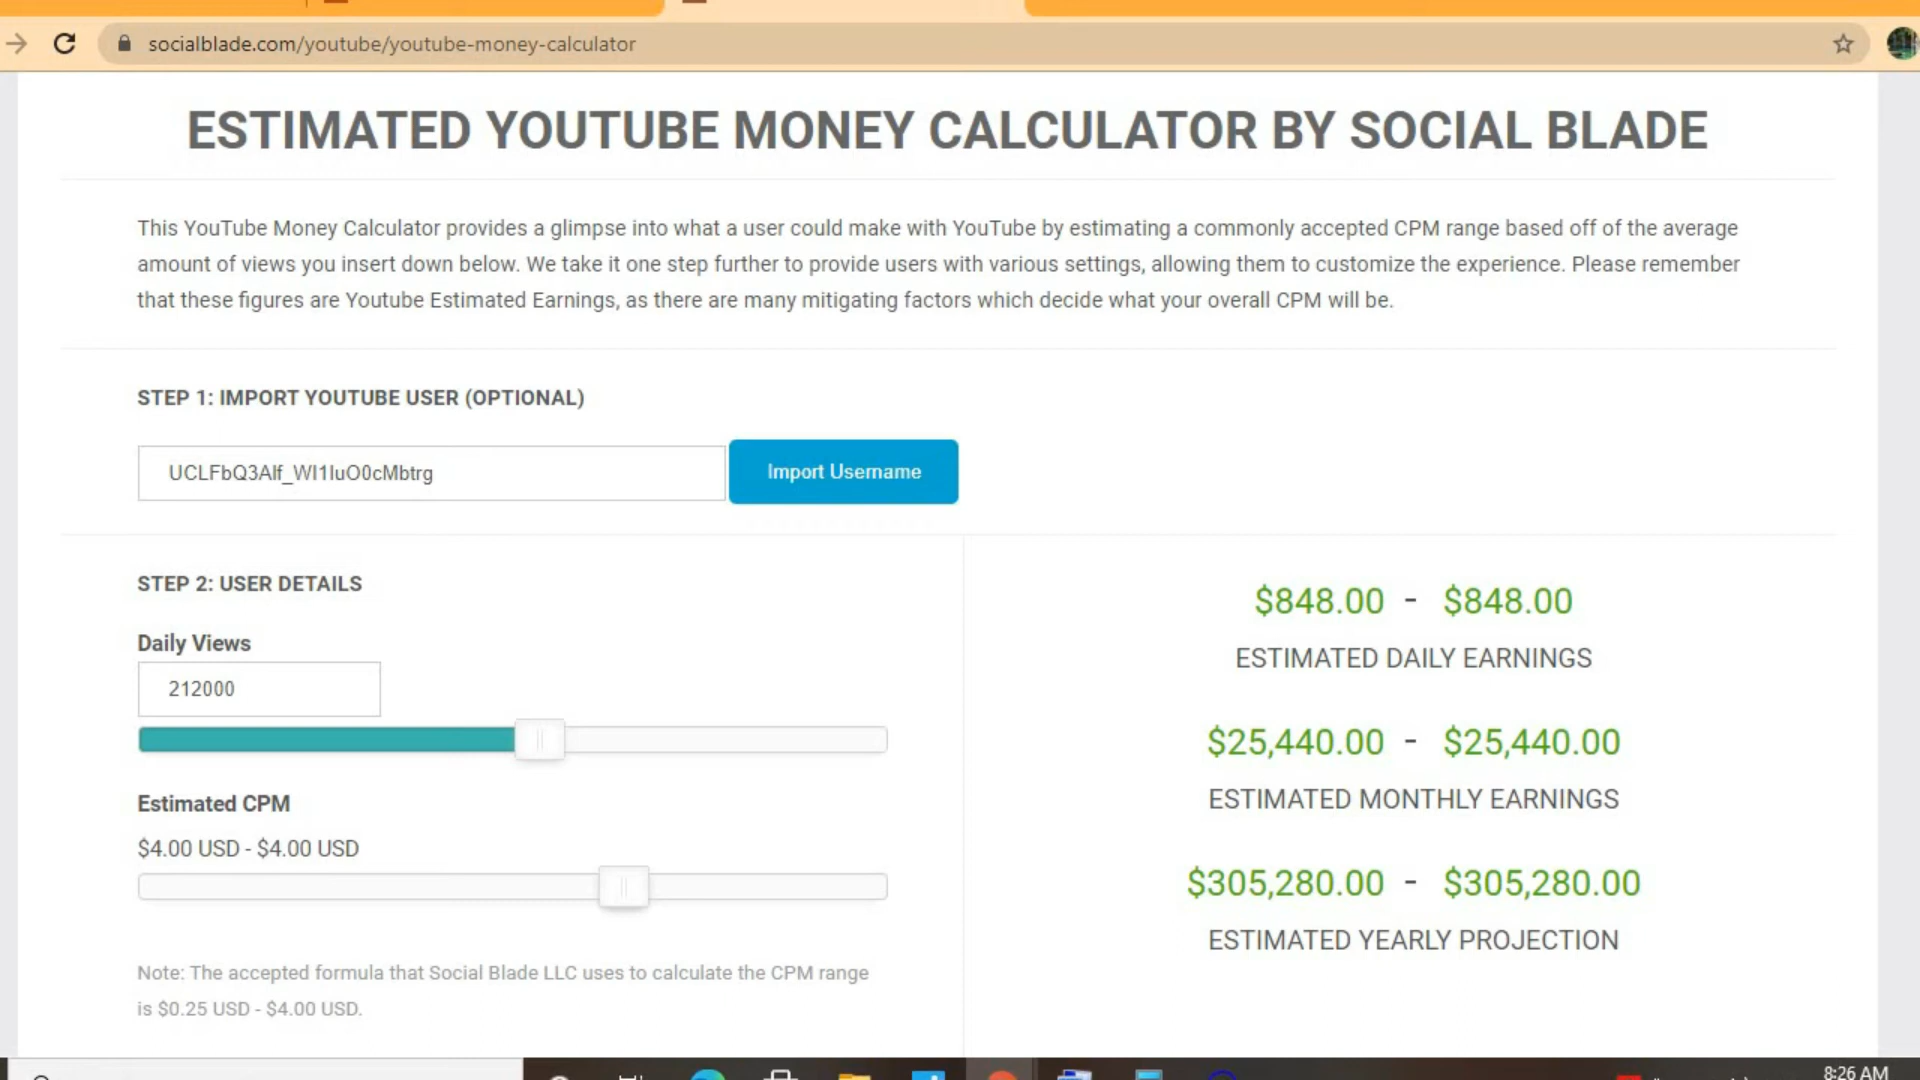 socialblade.com/youtube/youtube-money-calculator
ESTIMATED YOUTUBE MONEY CALCULATOR BY SOCIAL BLADE
This YouTube Money Calculator provides a glimpse into what a user could make with YouTube by estimating a commonly accepted CPM range based off of the average
amount of views you insert down below. We take it one step further to provide users with various settings, allowing them to customize the experience. Please remember
that these figures are Youtube Estimated Earnings, as there are many mitigating factors which decide what your overall CPM will be.
STEP 1: IMPORT YOUTUBE USER (OPTIONAL)
UCLFbQ3Alf_WI1IuO0cMbtrg
Import Username
STEP 2: USER DETAILS
Daily Views
212000
Estimated CPM
$4.00 USD - $4.00 USD
Note: The accepted formula that Social Blade LLC uses to calculate the CPM range
is $0.25 USD - $4.00 USD.
$848.00 - $848.00
ESTIMATED DAILY EARNINGS
$25,440.00 - $25,440.00
ESTIMATED MONTHLY EARNINGS
$305,280.00 - $305,280.00
ESTIMATED YEARLY PROJECTION
8:26 AM